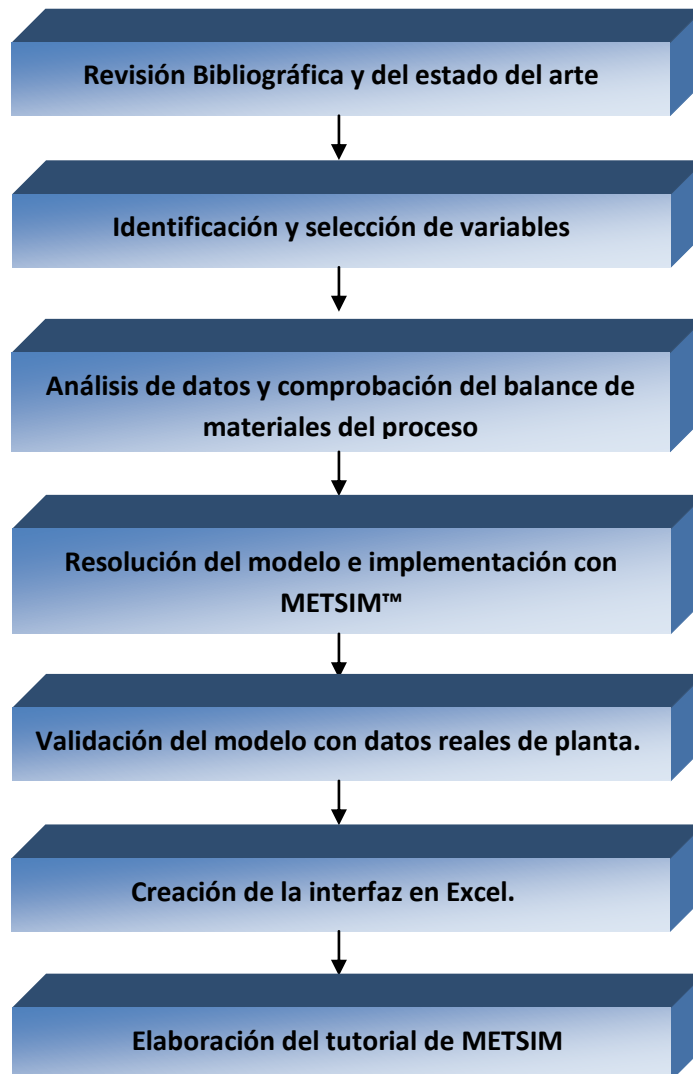 Revisión Bibliográfica y del estado del arte
Identificación y selección de variables
Análisis de datos y comprobación del balance de
materiales del proceso
Resolución del modelo e implementación con
METSIM™
Validación del modelo con datos reales de planta.
Creación de la interfaz en Excel.
Elaboración del tutorial de METSIM